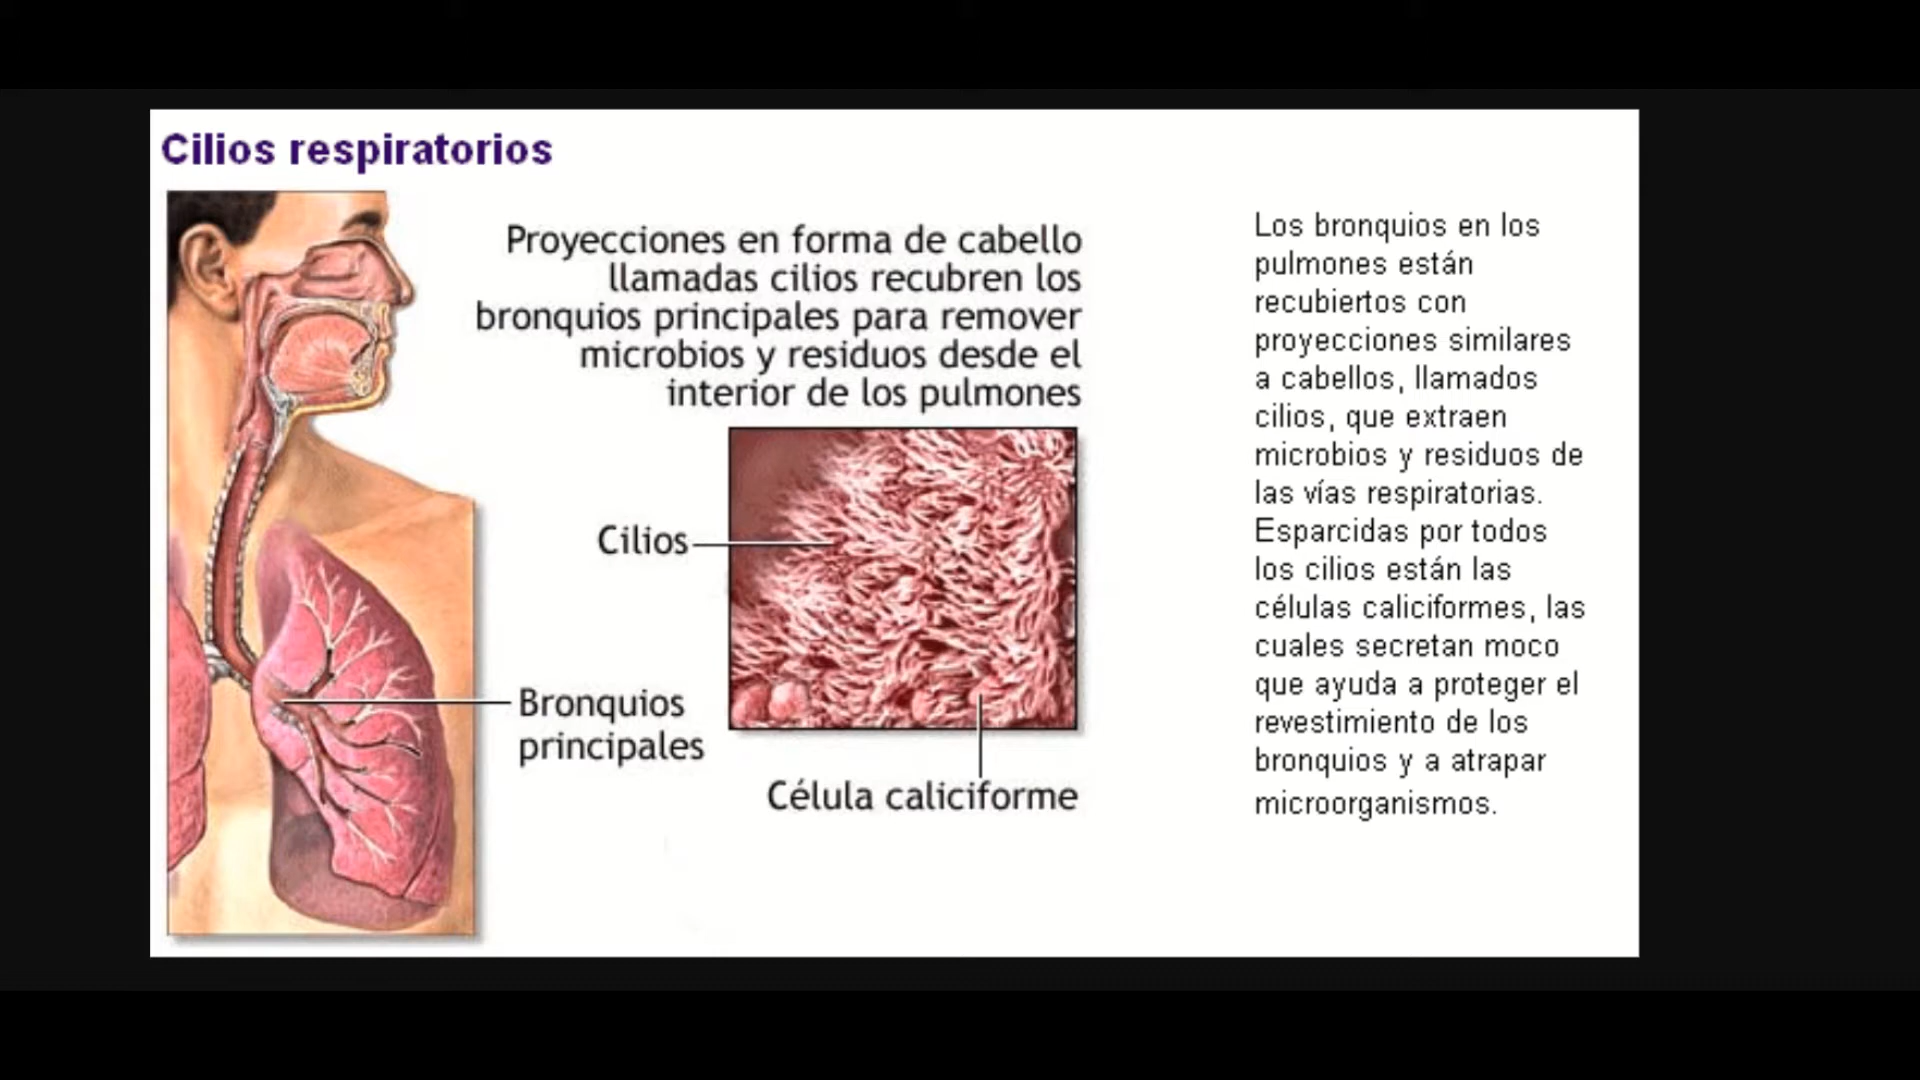 Cilios respiratorios
Proyecciones en forma de cabello
llamadas cilios recubren los
bronquios principales para remover
microbios y residuos desde el
interior de los pulmones
Cilios
Bronquios
principales
Célula caliciforme
Los bronquios en los
pulmones están
recubiertos con
proyecciones similares
a cabellos, llamados
cilios, que extraen
microbios y residuos de
las vías respiratorias.
Esparcidas por todos
los cilios están las
células caliciformes, las
cuales secretan moco
que ayuda a proteger el
revestimiento de los
bronquios y a atrapar
microorganismos.